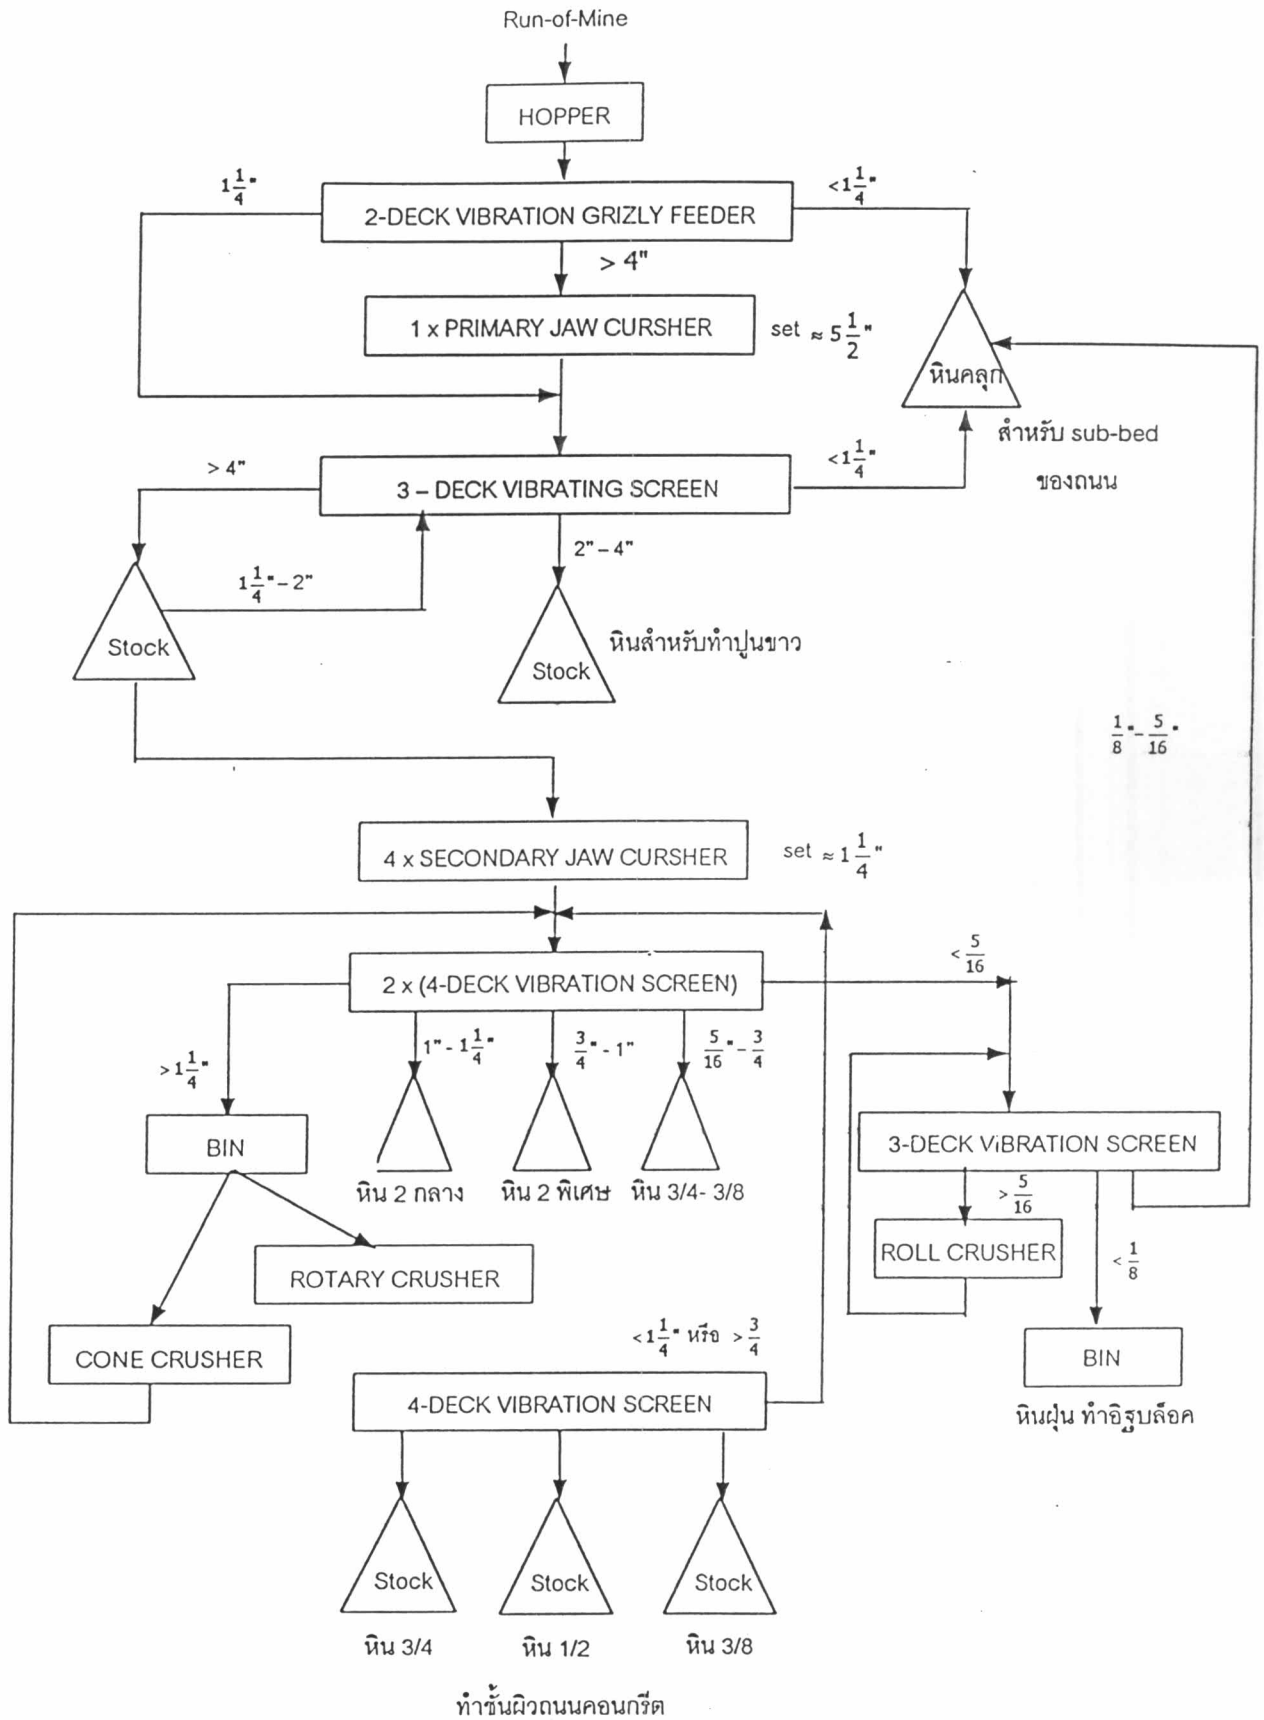 Run-of-Mine
HOPPER
1 1/4"
<1 1/4"
2-DECK VIBRATION GRIZLY FEEDER
> 4"
1 x PRIMARY JAW CURSHER
set ≈ 5 1/2"
หินคลุก
สำหรับ sub-bed
ของถนน
> 4"
<1 1/4"
3 – DECK VIBRATING SCREEN
2" – 4"
1 1/4" – 2"
Stock
หินสำหรับทำปูนขาว
Stock
1/8" – 5/16"
4 x SECONDARY JAW CURSHER
set ≈ 1 1/4"
< 5/16
2 x (4-DECK VIBRATION SCREEN)
> 1 1/4"
1" - 1 1/4"
3/4" - 1"
5/16" – 3/4
BIN
3-DECK ViBRATION SCREEN
หิน 2 กลาง
หิน 2 พิเศษ
หิน 3/4- 3/8
> 5/16
ROLL CRUSHER
< 1/8
ROTARY CRUSHER
CONE CRUSHER
< 1 1/4" หรือ > 3/4
BIN
4-DECK VIBRATION SCREEN
หินฝุ่น ทำอิฐบล็อค
Stock
Stock
Stock
หิน 3/4
หิน 1/2
หิน 3/8
ทำชั้นผิวถนนคอนกรีต